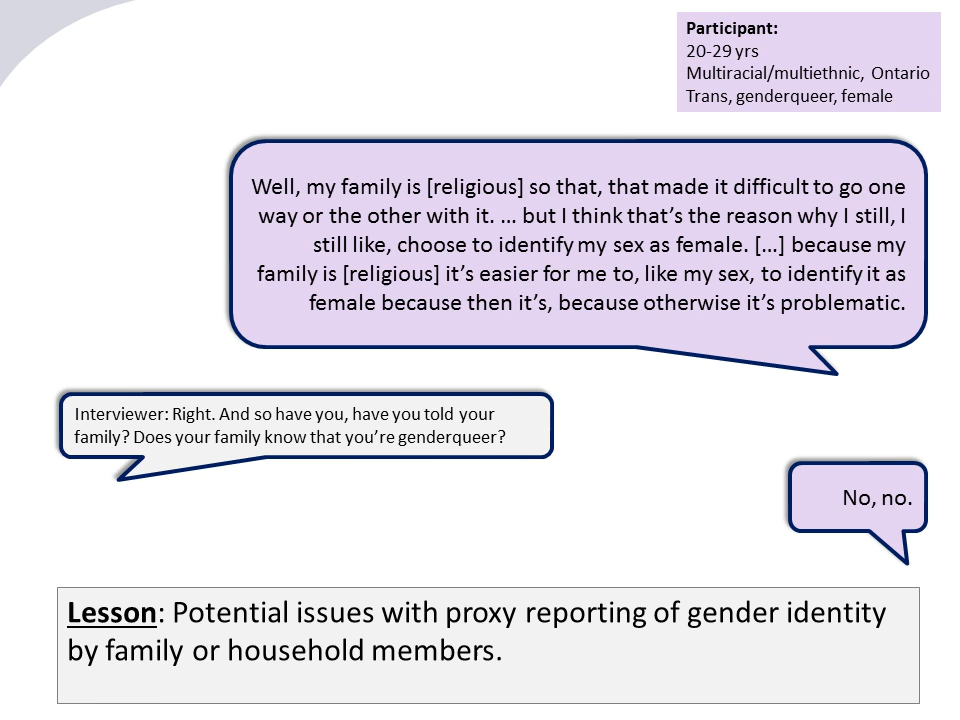 Participant:
20-29 yrs
Multiracial/multiethnic, Ontario
Trans, genderqueer, female
Well, my family is [religious] so that, that made it difficult to go one
way or the other with it. ... but I think that’s the reason why I still, I
still like, choose to identify my sex as female. [...] because my
family is [religious] it’s easier for me to, like my sex, to identify it as
female because then it’s, because otherwise it’s problematic.
Interviewer: Right. And so have you, have you told your
family? Does your family know that you’re genderqueer?
No, no.
Lesson: Potential issues with proxy reporting of gender identity
by family or household members.